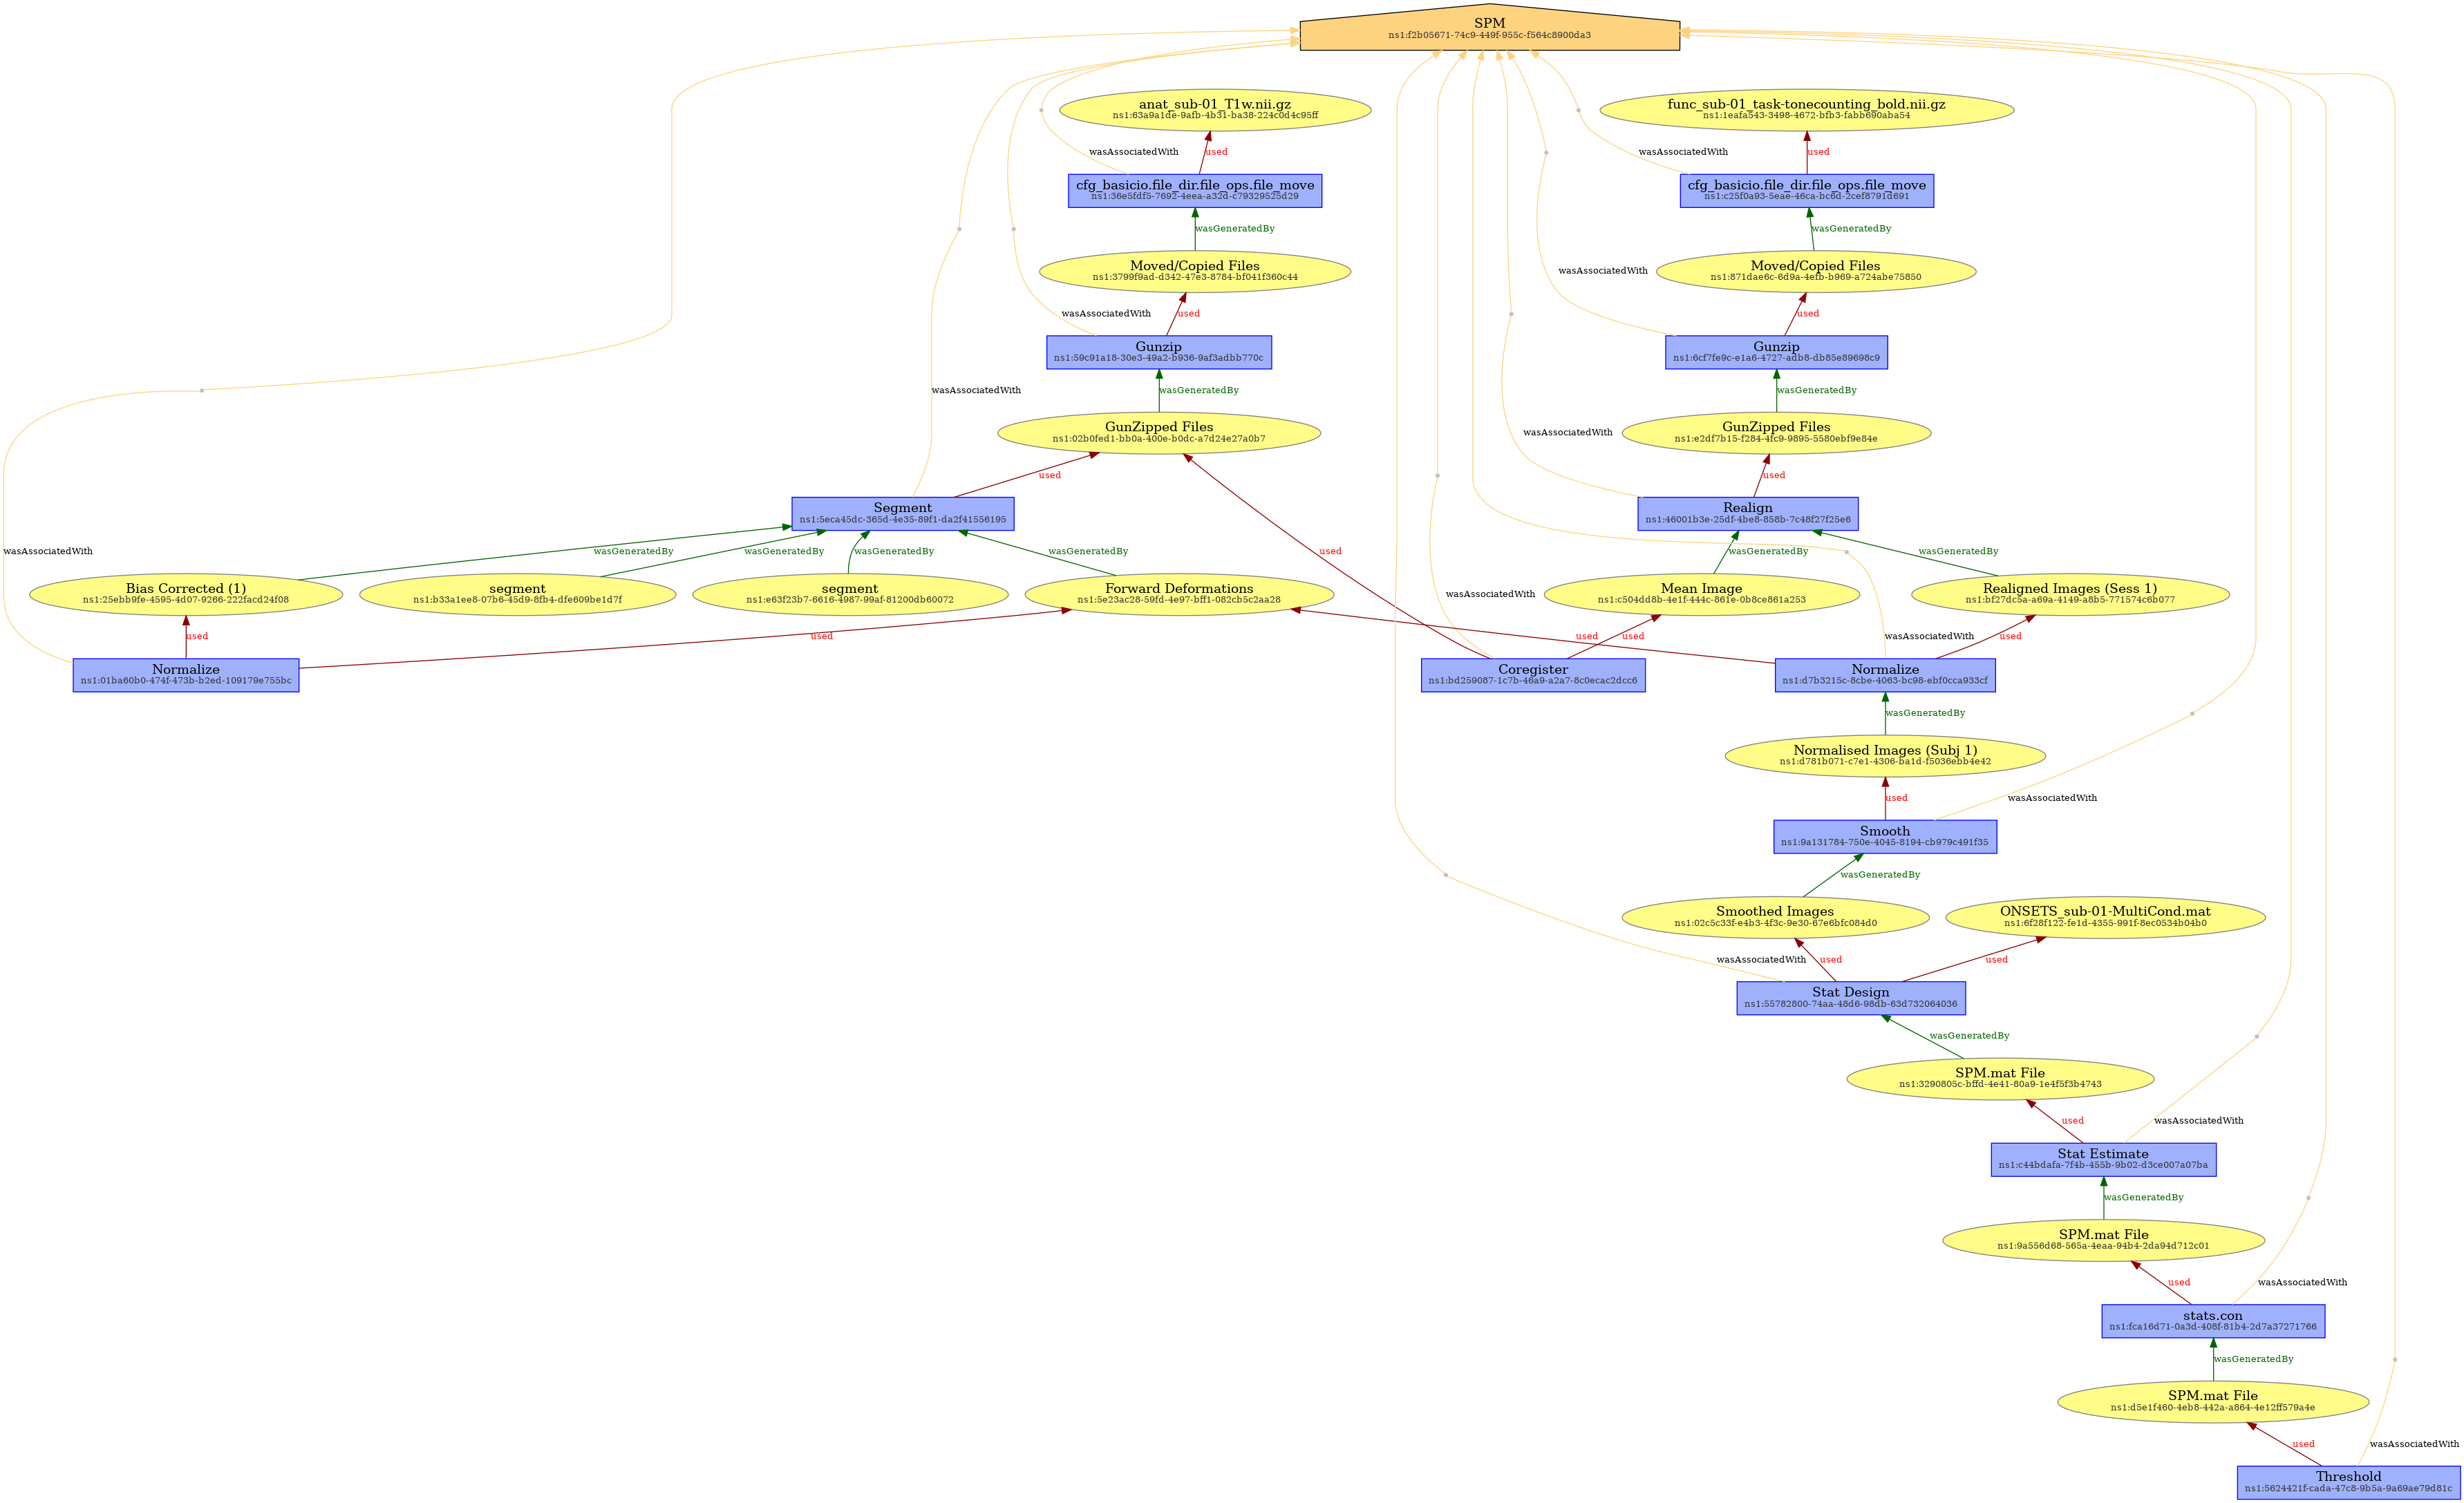 SPM
ns1:f2b05671-74c9-449f-955c-f564c8900da3
anat_sub-01_T1w.nii.gz
ns1:63a9a1de-9afb-4b31-ba38-224c0d4c95ff
func_sub-01_task-tonecounting_bold.nii.gz
ns1:1eafa543-3498-4672-bfb3-fabb690aba54
wasAssociatedWith
used
wasAssociatedWith
used
cfg_basicio.file_dir.file_ops.file_move
ns1:36e5fdf5-7692-4eea-a32d-c79329525d29
cfg_basicio.file_dir.file_ops.file_move
ns1:c25f0a93-5eae-46ca-bc6d-2cef8791d691
wasGeneratedBy
wasGeneratedBy
Moved/Copied Files
ns1:3799f9ad-d342-47e3-8784-bf041f360c44
wasAssociatedWith
Moved/Copied Files
ns1:871dae6c-6d9a-4efb-b969-a724abe75850
wasAssociatedWith
used
used
Gunzip
ns1:59c91a18-30e3-49a2-b936-9af3adbb770c
Gunzip
ns1:6cf7fe9c-e1a6-4727-adb8-db85e89698c9
wasAssociatedWith
wasGeneratedBy
wasGeneratedBy
GunZipped Files
ns1:02b0fed1-bb0a-400e-b0dc-a7d24e27a0b7
wasAssociatedWith
GunZipped Files
ns1:e2df7b15-f284-4fc9-9895-5580ebf9e84e
used
used
Segment
ns1:5eca45dc-365d-4e35-89f1-da2f41556195
Realign
ns1:46001b3e-25df-4be8-858b-7c48f27f25e6
wasAssociatedWith
wasGeneratedBy
wasGeneratedBy
wasGeneratedBy
wasGeneratedBy
used
wasGeneratedBy
wasGeneratedBy
Bias Corrected (1)
ns1:25ebb9fe-4595-4d07-9266-222facd24f08
segment
ns1:b33a1ee8-07b6-45d9-8fb4-dfe609be1d7f
segment
ns1:e63f23b7-6616-4987-99af-81200db60072
Forward Deformations
ns1:5e23ac28-59fd-4e97-bff1-082cb5c2aa28
wasAssociatedWith
Mean Image
ns1:c504dd8b-4e1f-444c-861e-0b8ce861a253
Realigned Images (Sess 1)
ns1:bf27dc5a-a69a-4149-a8b5-771574c6b077
used
used
used
used
wasAssociatedWith
used
Normalize
ns1:01ba60b0-474f-473b-b2ed-109179e755bc
Coregister
ns1:bd259087-1c7b-46a9-a2a7-8c0ecac2dcc6
Normalize
ns1:d7b3215c-8cbe-4063-bc98-ebf0cca933cf
wasGeneratedBy
Normalised Images (Subj 1)
ns1:d781b071-c7e1-4306-ba1d-f5036ebb4e42
used
wasAssociatedWith
Smooth
ns1:9a131784-750e-4045-8194-cb979c491f35
wasGeneratedBy
Smoothed Images
ns1:02c5c33f-e4b3-4f3c-9e30-67e6bfc084d0
ONSETS_sub-01-MultiCond.mat
ns1:6f28f122-fe1d-4355-991f-8ec0534b04b0
wasAssociatedWith
used
used
Stat Design
ns1:55782800-74aa-48d6-98db-63d732064036
wasGeneratedBy
SPM.mat File
ns1:3290805c-bffd-4e41-80a9-1e4f5f3b4743
used
wasAssociatedWith
Stat Estimate
ns1:c44bdafa-7f4b-455b-9b02-d3ce007a07ba
wasGeneratedBy
SPM.mat File
ns1:9a556d68-565a-4eaa-94b4-2da94d712c01
used
wasAssociatedWith
stats.con
ns1:fca16d71-0a3d-408f-81b4-2d7a37271766
wasGeneratedBy
SPM.mat File
ns1:d5e1f460-4eb8-442a-a864-4e12ff579a4e
used
wasAssociatedWith
Threshold
ns1:5624421f-cada-47c8-9b5a-9a69ae79d81c